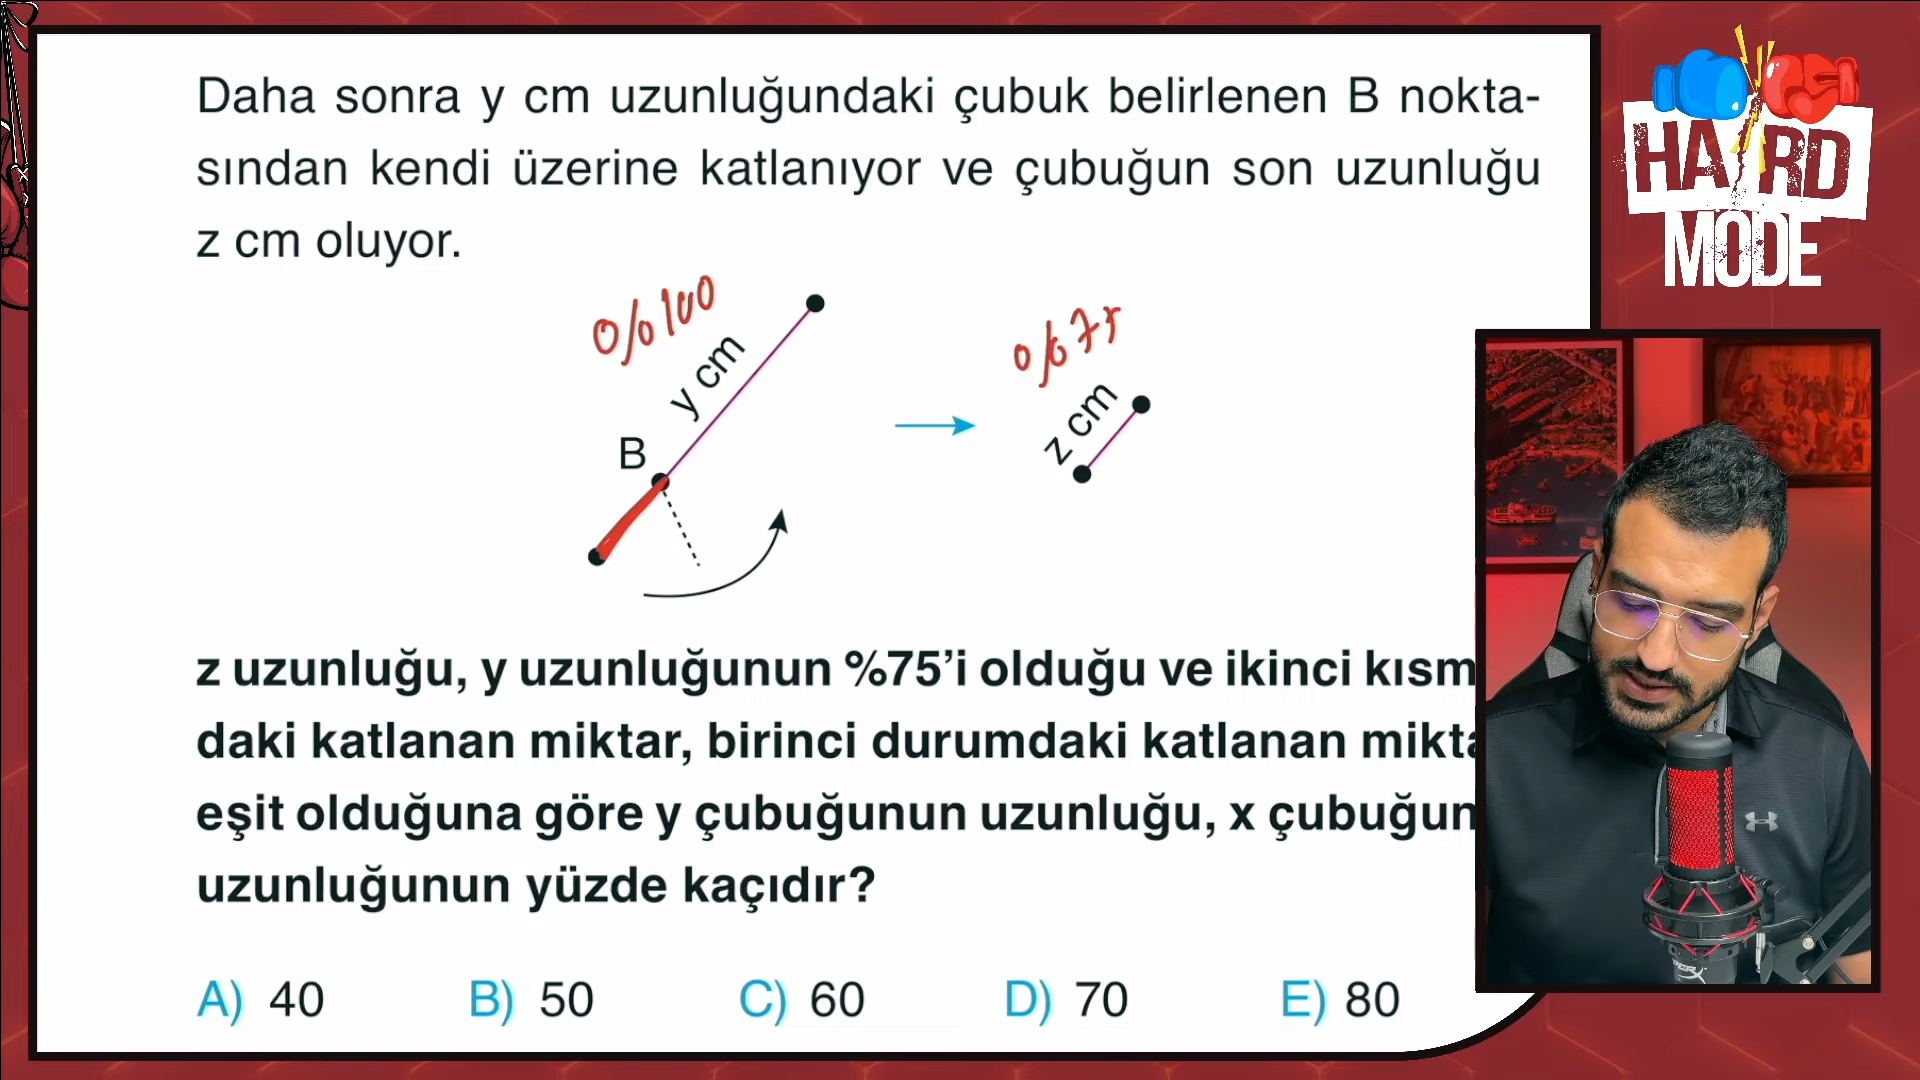 Daha sonra y cm uzunluğundaki çubuk belirlenen B nokta-
sından kendi üzerine katlanıyor ve çubuğun son uzunluğu
z cm oluyor.
%100
y cm
B
%75
z cm
z uzunluğu, y uzunluğunun %75’i olduğu ve ikinci kısm
daki katlanan miktar, birinci durumdaki katlanan
eşit olduğuna göre y çubuğunun uzunluğu, x
uzunluğunun yüzde kaçıdır?
A) 40 B) 50 C) 60 D) 70 E) 80
HARD
MODE